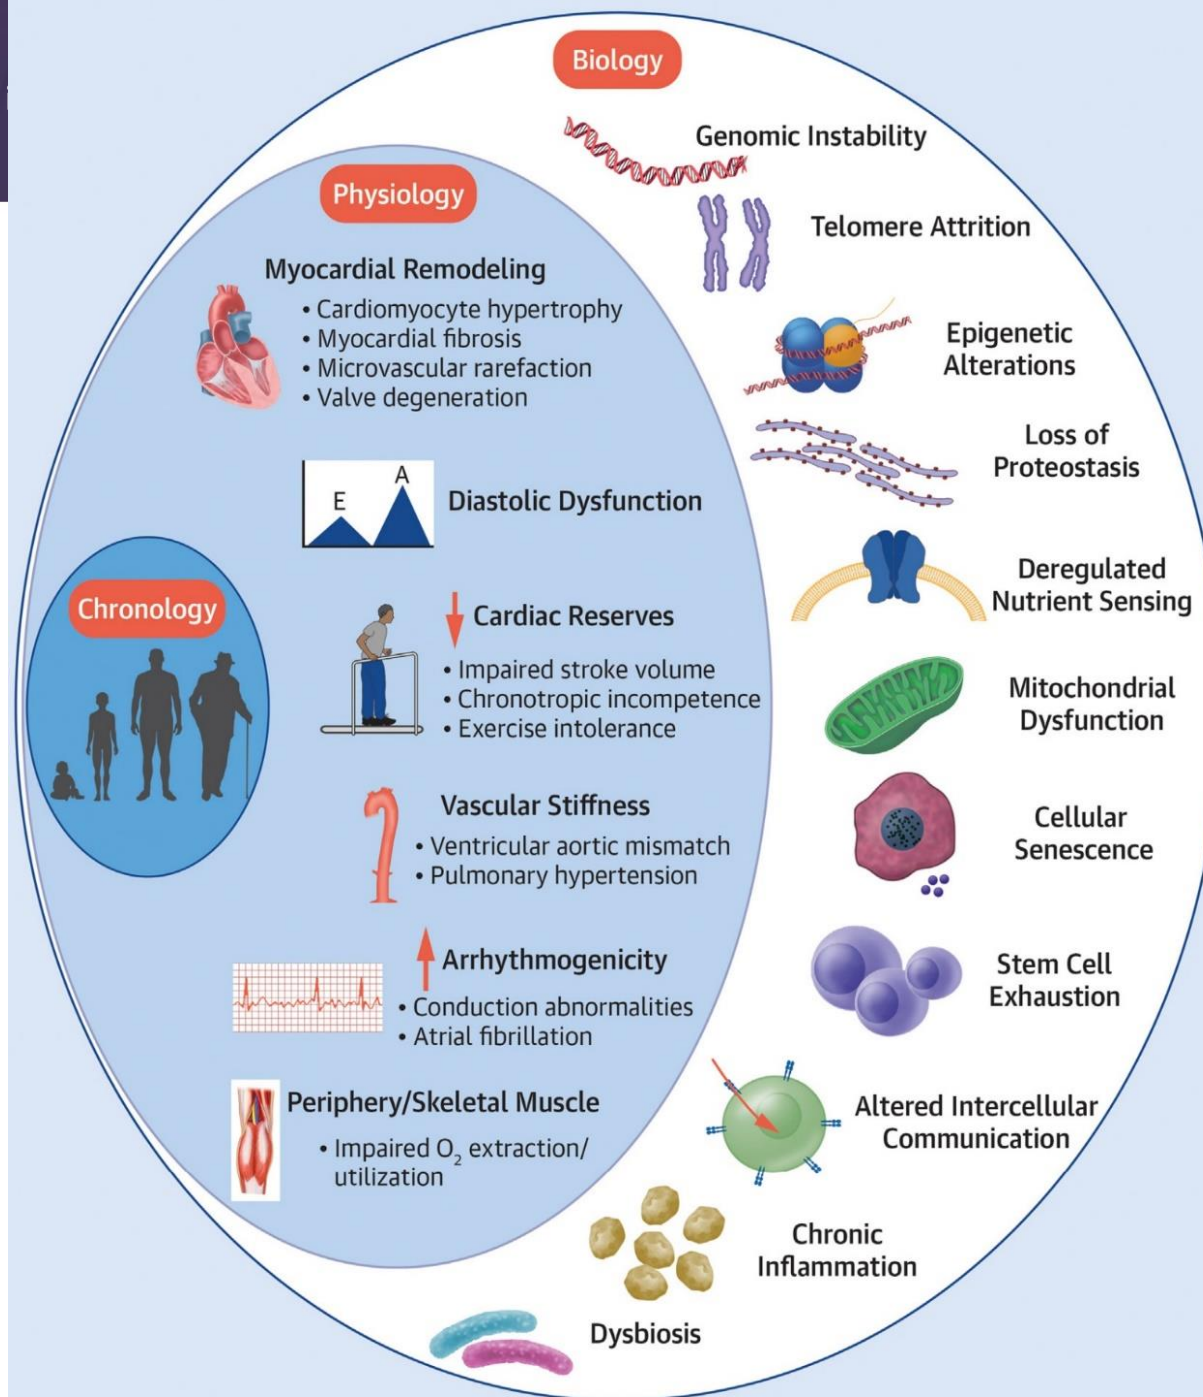 Biology
Genomic Instability
Telomere Attrition
Epigenetic
Alterations
Loss of
Proteostasis
Deregulated
Nutrient Sensing
Mitochondrial
Dysfunction
Cellular
Senescence
Stem Cell
Exhaustion
Altered Intercellular
Communication
Chronic
Inflammation
Dysbiosis
Physiology
Myocardial Remodeling
• Cardiomyocyte hypertrophy
• Myocardial fibrosis
• Microvascular rarefaction
• Valve degeneration
E
A
Diastolic Dysfunction
Cardiac Reserves
• Impaired stroke volume
• Chronotropic incompetence
• Exercise intolerance
Vascular Stiffness
• Ventricular aortic mismatch
• Pulmonary hypertension
Arrhythmogenicity
• Conduction abnormalities
• Atrial fibrillation
Periphery/Skeletal Muscle
• Impaired O₂ extraction/
utilization
Chronology